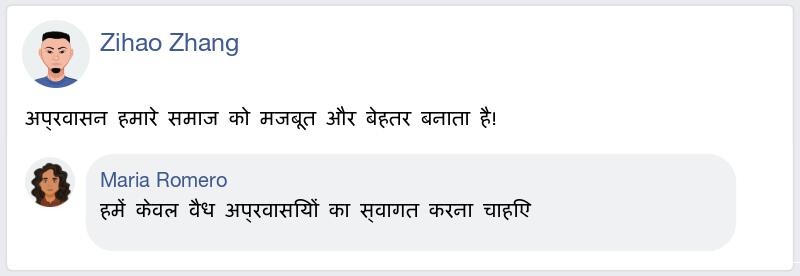 Zihao Zhang
अप्रवासन हमारे समाज को मजबूत और बेहतर बनाता है!
Maria Romero
हमें केवल वैध अप्रवासियों का स्वागत करना चाहिए